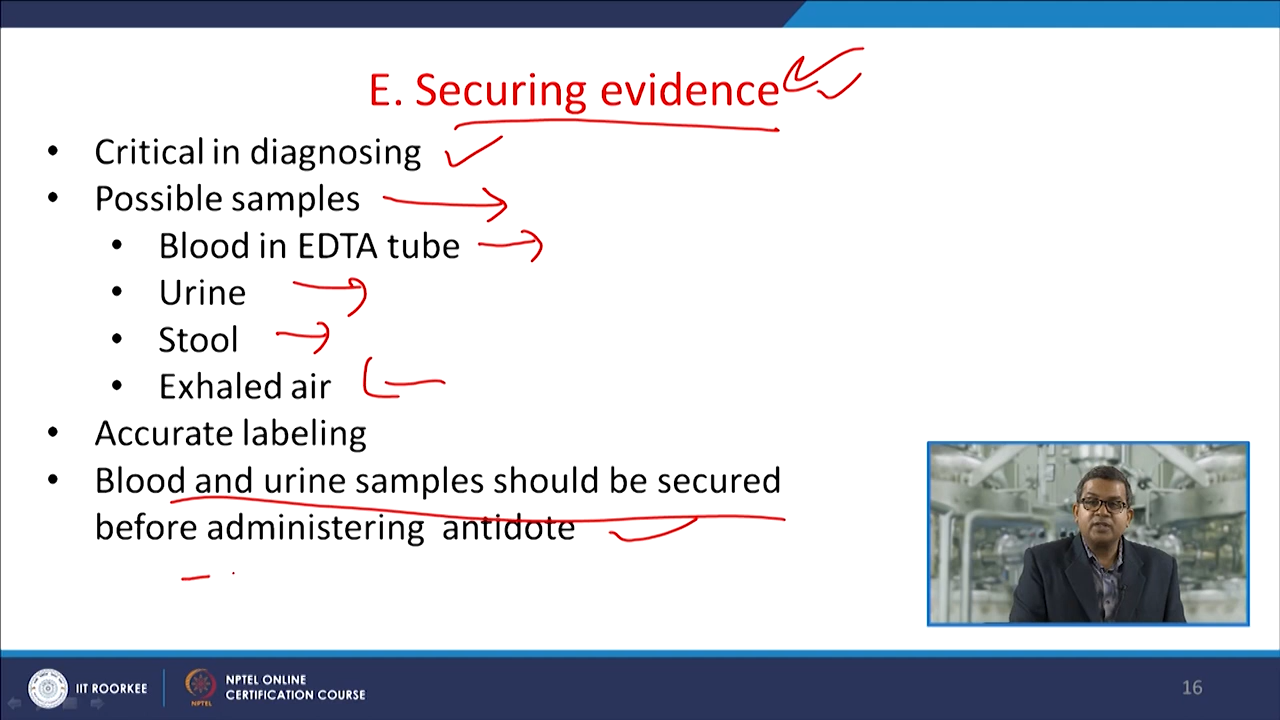 E. Securing evidence
• Critical in diagnosing
• Possible samples
• Blood in EDTA tube
• Urine
• Stool
• Exhaled air
• Accurate labeling
• Blood and urine samples should be secured
before administering antidote
IIT ROORKEE
NPTEL
NPTEL ONLINE
CERTIFICATION COURSE
16